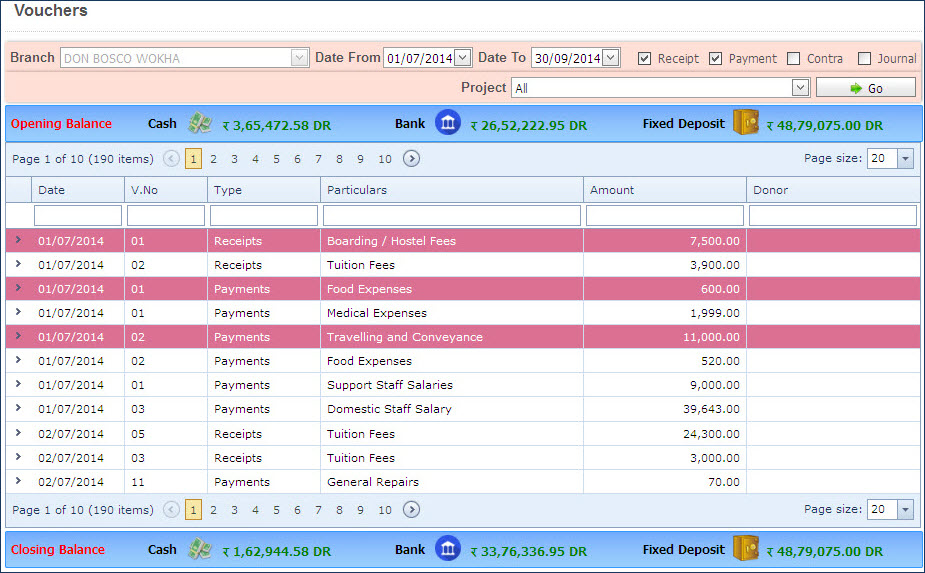 Vouchers
Branch DON BOSCO WOKHA Date From 01/07/2014 Date To 30/09/2014 Receipt Payment Contra Journal
Project All Go
Opening Balance Cash ₹ 3,65,472.58 DR Bank ₹ 26,52,222.95 DR Fixed Deposit ₹ 48,79,075.00 DR
Page 1 of 10 (190 items) 1 2 3 4 5 6 7 8 9 10 Page size: 20
Date V.No Type Particulars Amount Donor
01/07/2014 01 Receipts Boarding / Hostel Fees 7,500.00
01/07/2014 02 Receipts Tuition Fees 3,900.00
01/07/2014 01 Payments Food Expenses 600.00
01/07/2014 01 Payments Medical Expenses 1,999.00
01/07/2014 02 Payments Travelling and Conveyance 11,000.00
01/07/2014 02 Payments Food Expenses 520.00
01/07/2014 01 Payments Support Staff Salaries 9,000.00
01/07/2014 03 Payments Domestic Staff Salary 39,643.00
02/07/2014 05 Receipts Tuition Fees 24,300.00
02/07/2014 03 Receipts Tuition Fees 3,000.00
02/07/2014 11 Payments General Repairs 70.00
Page 1 of 10 (190 items) 1 2 3 4 5 6 7 8 9 10 Page size: 20
Closing Balance Cash ₹ 1,62,944.58 DR Bank ₹ 33,76,336.95 DR Fixed Deposit ₹ 48,79,075.00 DR